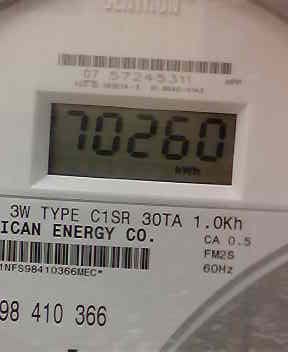 07 57245311
70260
kWh
3W TYPE C1SR 30TA 1.0Kh
ICAN ENERGY CO.
CA 0.5
FM2S
60Hz
1NFS98410366MEC*
98 410 366